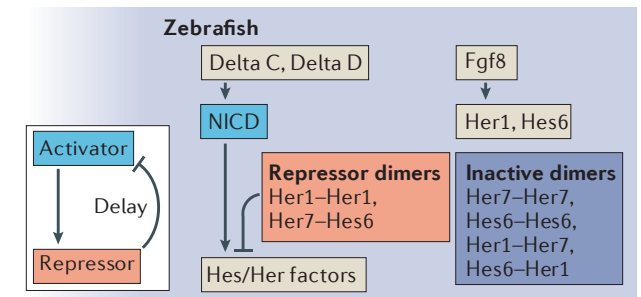 Zebrafish
Delta C, Delta D
Fgf8
NICD
Her1, Hes6
Activator
Delay
Repressor
Repressor dimers
Her1–Her1,
Her7–Hes6
Inactive dimers
Her7–Her7,
Hes6–Hes6,
Her1–Her7,
Hes6–Her1
Hes/Her factors